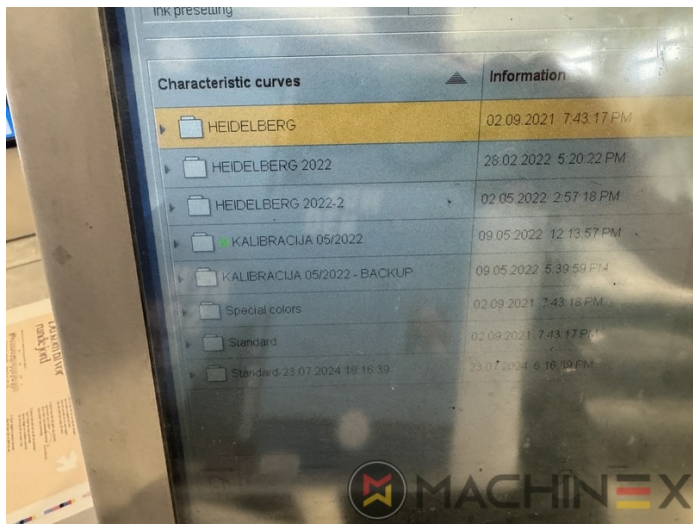 Ink presetting
Characteristic curves Information
HEIDELBERG 02.09.2021 7:43:17 PM
HEIDELBERG 2022 28.02.2022 5:20:22 PM
HEIDELBERG 2022-2 02.05.2022 2:57:18 PM
KALIBRACIJA 05/2022 09.05.2022 12:13:57 PM
KALIBRACIJA 05/2022 - BACKUP 09.05.2022 5:39:59 PM
Special colors 02.09.2021 7:43:18 PM
Standard 02.09.2021 7:43:17 PM
Standard-23.07.2024 18:16:39 23.07.2024 6:16:39 PM
MACHINEX